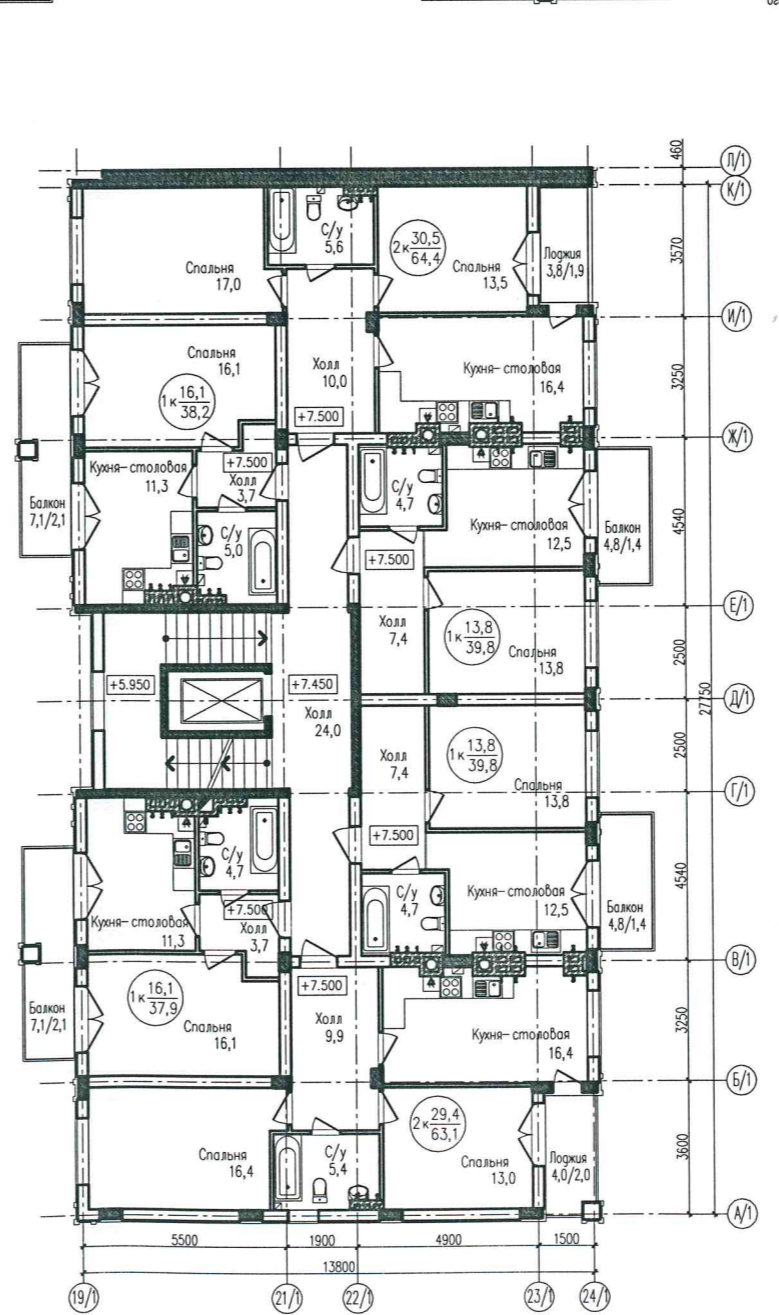 460
Л/1
К/1
С/у
5,6
2к 30,5
64,4
Спальня
17,0
Спальня
13,5
Лоджия
3,8/1,9
3570
И/1
Спальня
16,1
1к 16,1
38,2
Холл
10,0
Кухня-столовая
16,4
3250
+7.500
Ж/1
Кухня-столовая
11,3
+7.500
Холл
3,7
С/у
4,7
Балкон
7,1/2,1
Кухня-столовая
12,5
Балкон
4,8/1,4
4540
С/у
5,0
+7.500
Е/1
Холл
7,4
1к 13,8
39,8
Спальня
13,8
2500
+5.950
+7.450
Д/1
27750
Холл
24,0
Холл
7,4
1к 13,8
39,8
Спальня
13,8
2500
Г/1
+7.500
С/у
4,7
С/у
4,7
Кухня-столовая
12,5
Балкон
4,8/1,4
4540
Кухня-столовая
11,3
+7.500
Холл
3,7
В/1
+7.500
1к 16,1
37,9
Балкон
7,1/2,1
Спальня
16,1
Холл
9,9
Кухня-столовая
16,4
3250
Б/1
2к 29,4
63,1
Спальня
16,4
С/у
5,4
Спальня
13,0
Лоджия
4,0/2,0
3600
А/1
5500
1900
4900
1500
13800
19/1
21/1
22/1
23/1
24/1